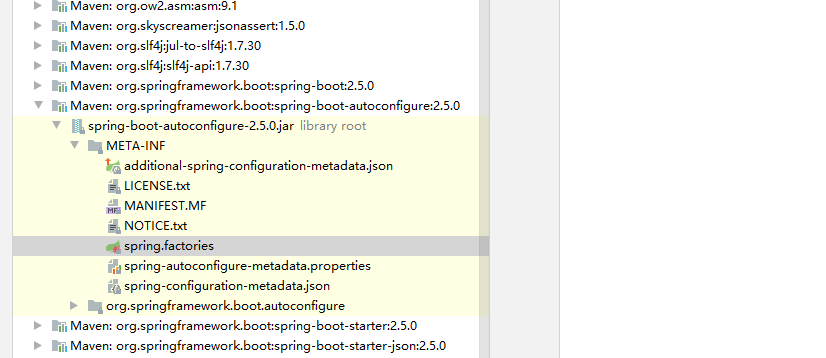 Maven: org.ow2.asm:asm:9.1
Maven: org.skyscreamer:jsonassert:1.5.0
Maven: org.slf4j:jul-to-slf4j:1.7.30
Maven: org.slf4j:slf4j-api:1.7.30
Maven: org.springframework.boot:spring-boot:2.5.0
Maven: org.springframework.boot:spring-boot-autoconfigure:2.5.0
spring-boot-autoconfigure-2.5.0.jar library root
META-INF
additional-spring-configuration-metadata.json
LICENSE.txt
MANIFEST.MF
NOTICE.txt
spring.factories
spring-autoconfigure-metadata.properties
spring-configuration-metadata.json
org.springframework.boot.autoconfigure
Maven: org.springframework.boot:spring-boot-starter:2.5.0
Maven: org.springframework.boot:spring-boot-starter-json:2.5.0